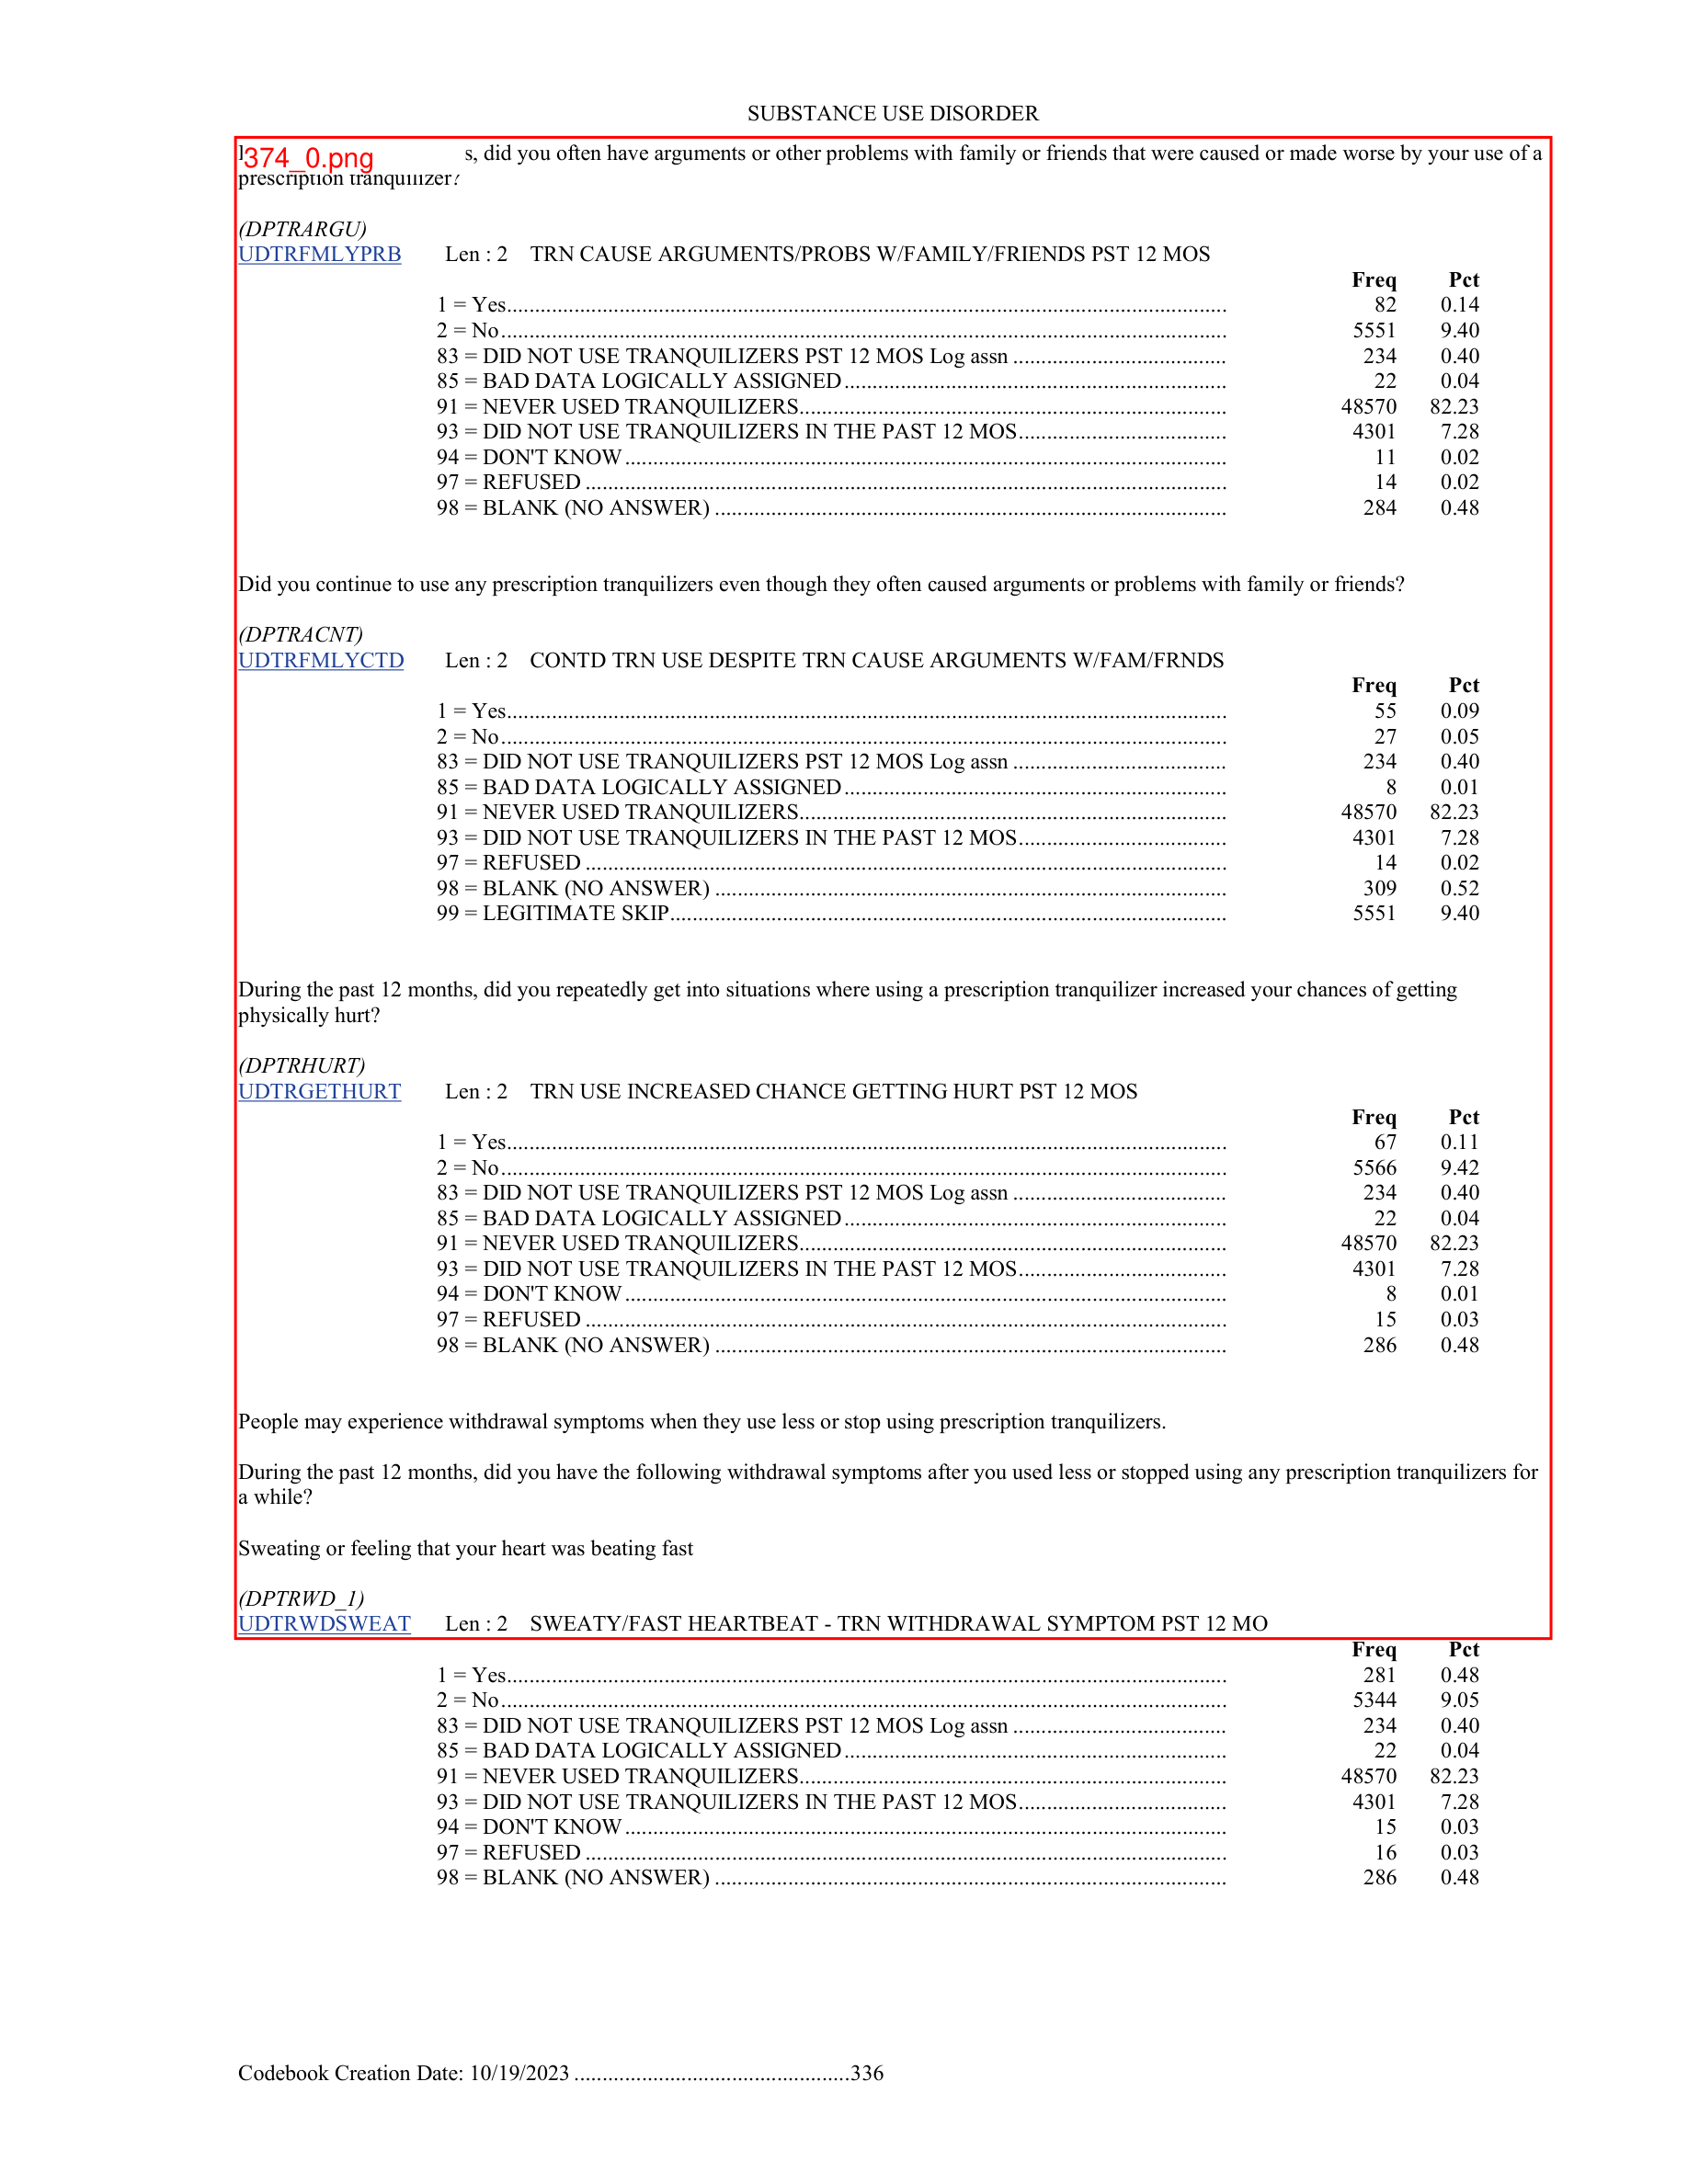 SUBSTANCE USE DISORDER
374_0.png s, did you often have arguments or other problems with family or friends that were caused or made worse by your use of a
prescription tranquilizer?
(DPTRARGU)
UDTRFMLYPRB Len : 2 TRN CAUSE ARGUMENTS/PROBS W/FAMILY/FRIENDS PST 12 MOS
Freq Pct
1 = Yes................ 82 0.14
2 = No................ 5551 9.40
83 = DID NOT USE TRANQUILIZERS PST 12 MOS Log assn ................ 234 0.40
85 = BAD DATA LOGICALLY ASSIGNED................ 22 0.04
91 = NEVER USED TRANQUILIZERS................ 48570 82.23
93 = DID NOT USE TRANQUILIZERS IN THE PAST 12 MOS................ 4301 7.28
94 = DON'T KNOW................ 11 0.02
97 = REFUSED ................ 14 0.02
98 = BLANK (NO ANSWER) ................ 284 0.48
Did you continue to use any prescription tranquilizers even though they often caused arguments or problems with family or friends?
(DPTRACNT)
UDTRFMLYCTD Len : 2 CONTD TRN USE DESPITE TRN CAUSE ARGUMENTS W/FAM/FRNDS
Freq Pct
1 = Yes................ 55 0.09
2 = No................ 27 0.05
83 = DID NOT USE TRANQUILIZERS PST 12 MOS Log assn ................ 234 0.40
85 = BAD DATA LOGICALLY ASSIGNED................ 8 0.01
91 = NEVER USED TRANQUILIZERS................ 48570 82.23
93 = DID NOT USE TRANQUILIZERS IN THE PAST 12 MOS................ 4301 7.28
97 = REFUSED ................ 14 0.02
98 = BLANK (NO ANSWER) ................ 309 0.52
99 = LEGITIMATE SKIP................ 5551 9.40
During the past 12 months, did you repeatedly get into situations where using a prescription tranquilizer increased your chances of getting
physically hurt?
(DPTRHURT)
UDTRGETHURT Len : 2 TRN USE INCREASED CHANCE GETTING HURT PST 12 MOS
Freq Pct
1 = Yes................ 67 0.11
2 = No................ 5566 9.42
83 = DID NOT USE TRANQUILIZERS PST 12 MOS Log assn ................ 234 0.40
85 = BAD DATA LOGICALLY ASSIGNED................ 22 0.04
91 = NEVER USED TRANQUILIZERS................ 48570 82.23
93 = DID NOT USE TRANQUILIZERS IN THE PAST 12 MOS................ 4301 7.28
94 = DON'T KNOW................ 8 0.01
97 = REFUSED ................ 15 0.03
98 = BLANK (NO ANSWER) ................ 286 0.48
People may experience withdrawal symptoms when they use less or stop using prescription tranquilizers.
During the past 12 months, did you have the following withdrawal symptoms after you used less or stopped using any prescription tranquilizers for
a while?
Sweating or feeling that your heart was beating fast
(DPTRWD_1)
UDTRWDSWEAT Len : 2 SWEATY/FAST HEARTBEAT - TRN WITHDRAWAL SYMPTOM PST 12 MO
Freq Pct
1 = Yes................ 281 0.48
2 = No................ 5344 9.05
83 = DID NOT USE TRANQUILIZERS PST 12 MOS Log assn ................ 234 0.40
85 = BAD DATA LOGICALLY ASSIGNED................ 22 0.04
91 = NEVER USED TRANQUILIZERS................ 48570 82.23
93 = DID NOT USE TRANQUILIZERS IN THE PAST 12 MOS................ 4301 7.28
94 = DON'T KNOW................ 15 0.03
97 = REFUSED ................ 16 0.03
98 = BLANK (NO ANSWER) ................ 286 0.48
Codebook Creation Date: 10/19/2023 ................336